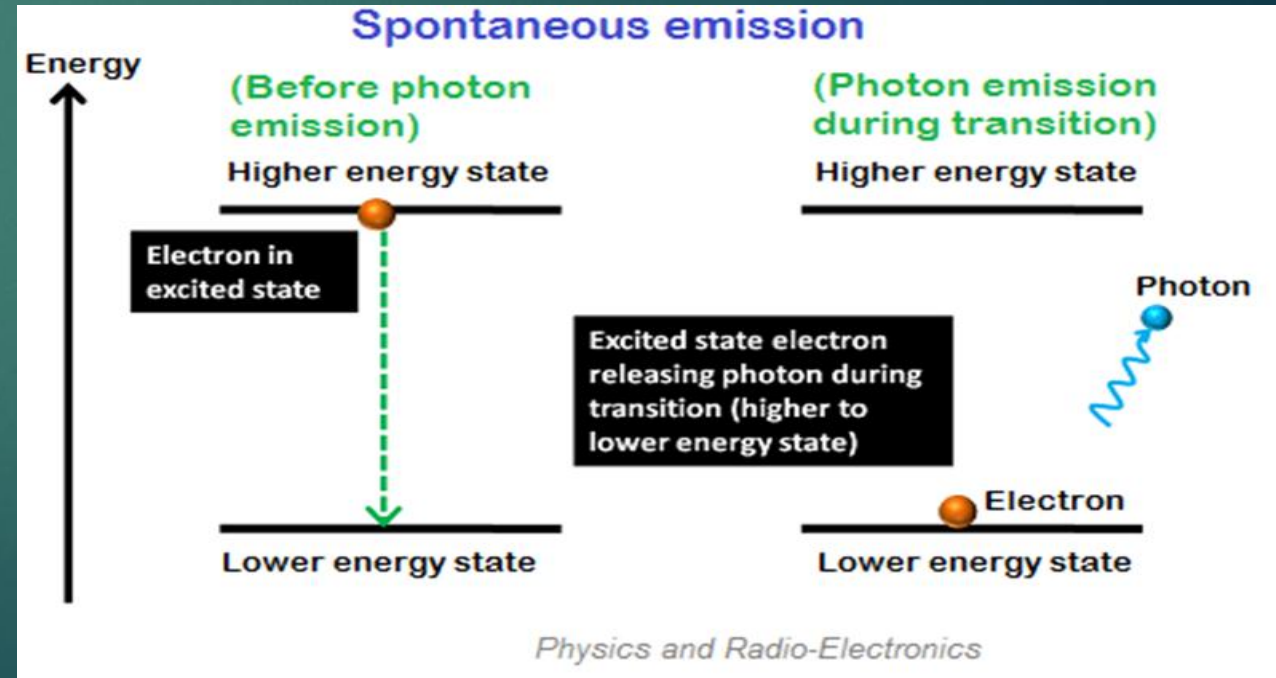 Spontaneous emission
Energy
(Before photon
emission)
Higher energy state
Electron in
excited state
Lower energy state
(Photon emission
during transition)
Higher energy state
Photon
Excited state electron
releasing photon during
transition (higher to
lower energy state)
Electron
Lower energy state
Physics and Radio-Electronics